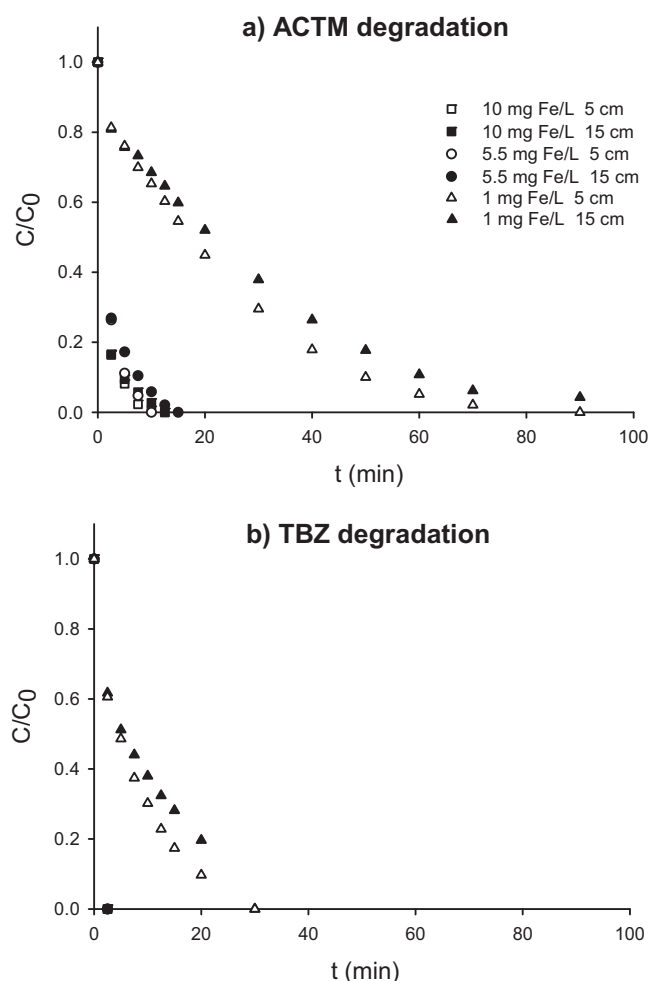 a) ACTM degradation
1.0
0.8
0.6
0.4
0.2
0.0
C/C0
10 mg Fe/L 5 cm
10 mg Fe/L 15 cm
5.5 mg Fe/L 5 cm
5.5 mg Fe/L 15 cm
1 mg Fe/L 5 cm
1 mg Fe/L 15 cm
0 20 40 60 80 100
t (min)
b) TBZ degradation
1.0
0.8
0.6
0.4
0.2
0.0
C/C0
0 20 40 60 80 100
t (min)